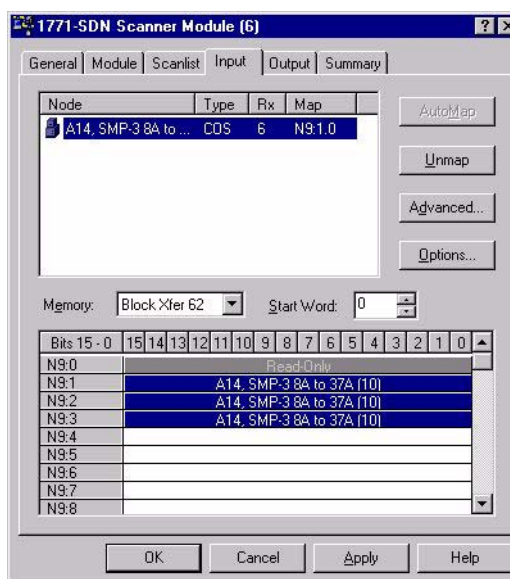 1771-SDN Scanner Module (6)
General Module Scanlist Input Output Summary
Node Type Rx Map
A14, SMP-3 8A to ... COS 6 N9:1.0
AutoMap
Unmap
Advanced...
Options...
Memory: Block Xfer 62 Start Word: 0
Bits 15 - 0 15 14 13 12 11 10 9 8 7 6 5 4 3 2 1 0
N9:0 Read-Only
N9:1 A14, SMP-3 8A to 37A (10)
N9:2 A14, SMP-3 8A to 37A (10)
N9:3 A14, SMP-3 8A to 37A (10)
N9:4
N9:5
N9:6
N9:7
N9:8
OK Cancel Apply Help